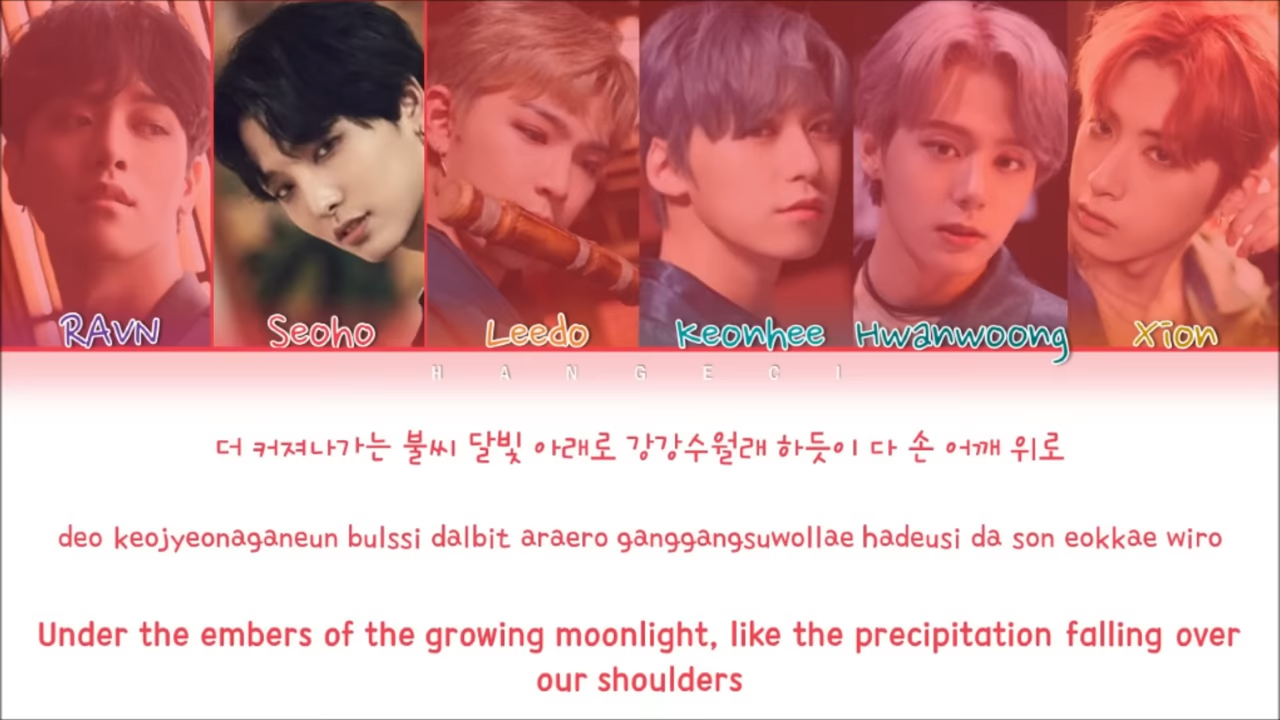 RAVN Seoho Leedo Keonhee Hwanwoong Xion
HANGECI
더 커져나가는 불씨 달빛 아래로 강강수월래 하듯이 다 손 어깨 위로
deo keojyeonaganeun bulssi dalbit araero ganggangsuwollae hadeusi da son eokkae wiro
Under the embers of the growing moonlight, like the precipitation falling over
our shoulders